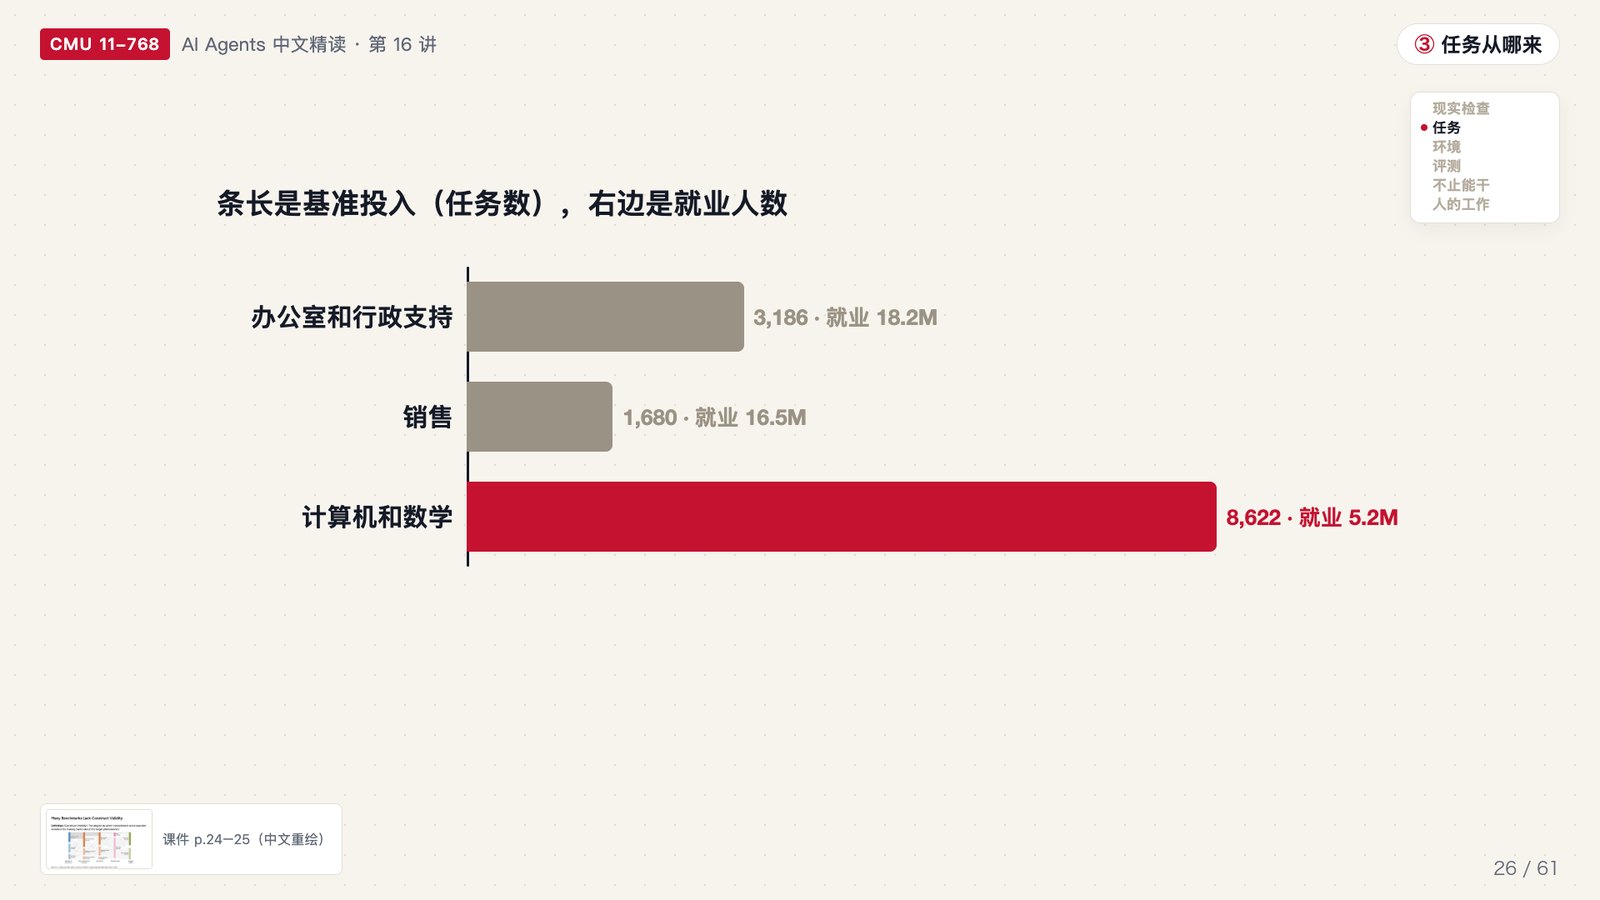 CMU 11-768
AI Agents 中文精读 · 第 16 讲
③ 任务从哪来
现实检查
任务
环境
评测
不止能干
人的工作
条长是基准投入（任务数），右边是就业人数
办公室和行政支持
3,186 · 就业 18.2M
销售
1,680 · 就业 16.5M
计算机和数学
8,622 · 就业 5.2M
Many Benchmarks Lack Construct Validity
课件 p.24–25（中文重绘）
26 / 61